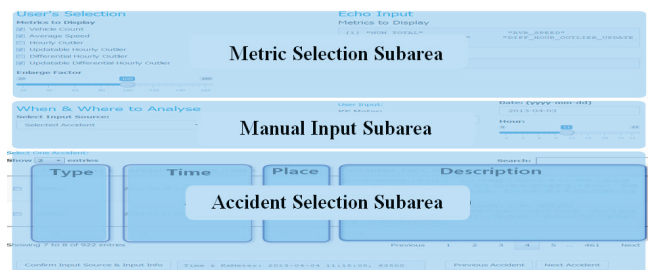 User's Selection
Echo Input
Metrics to Display
Metrics to Display
Vehicle Count
Average Speed
Hourly Outlier
Updatable Hourly Outlier
Differential Hourly Outlier
Updatable Differential Hourly Outlier
Metric Selection Subarea
Enlarge Factor
When & Where to Analyse
User Input:
Date: (yyyy-mm-dd)
Select Input Source:
2013-04-03
Selected Accident
Hour:
Manual Input Subarea
Select One Accident:
Show 2 entries
Search:
Type
Time
Place
Description
Accident Selection Subarea
Showing 7 to 8 of 922 entries
Previous 1 2 3 4 5 ... 461 Next
Confirm Input Source & Input Info
Previous Accident
Next Accident